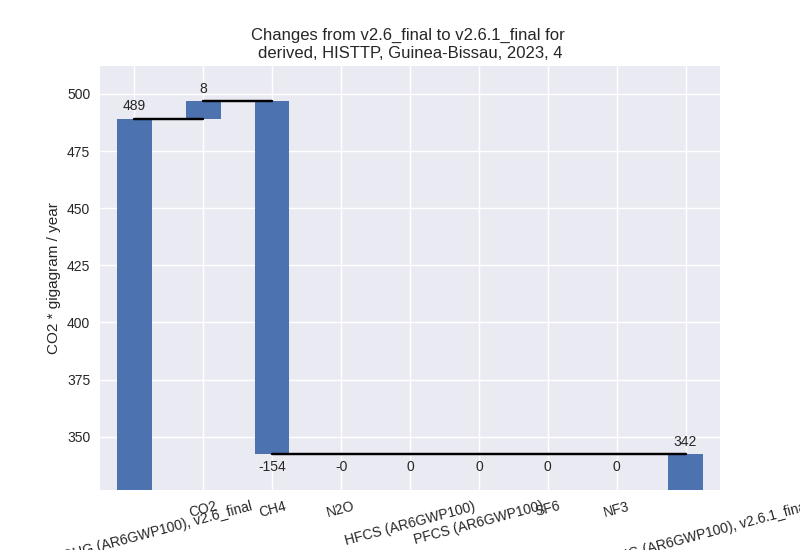 Changes from v2.6_final to v2.6.1_final for
derived, HISTTP, Guinea-Bissau, 2023, 4
CO2 * gigagram / year
500
475
450
425
400
375
350
489
8
-154
-0
0
0
0
0
342
(AR6GWP100), v2.6_final
CO2
CH4
N2O
HFCS (AR6GWP100)
PFCS (AR6GWP100)
SF6
NF3
(AR6GWP100), v2.6.1_final